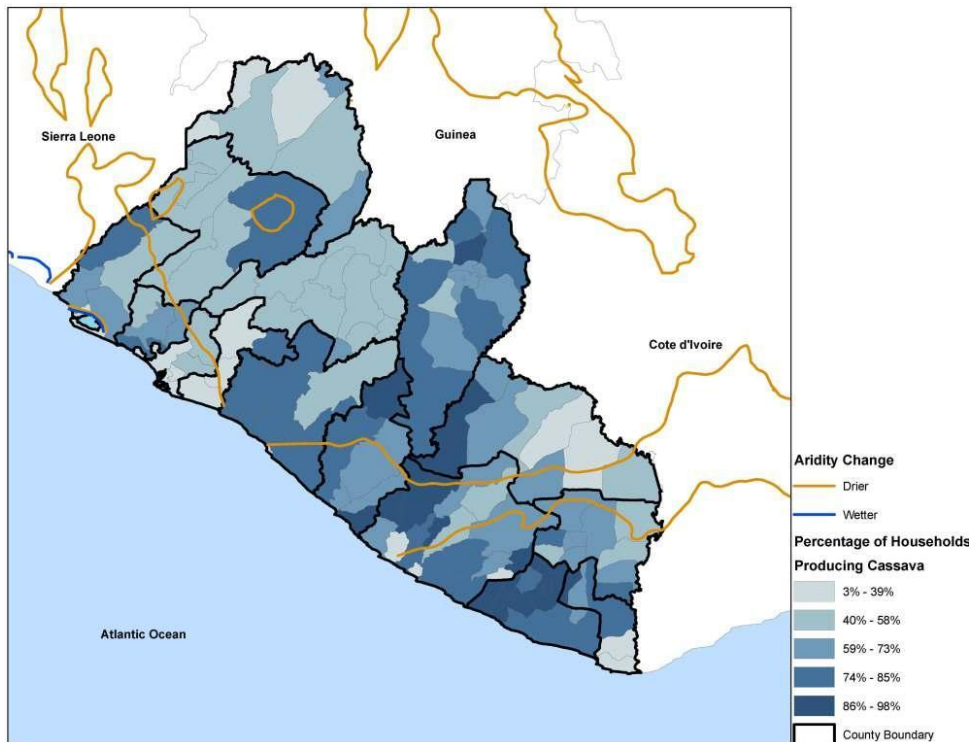 Sierra Leone
Guinea
Cote d'Ivoire
Atlantic Ocean
Aridity Change
Drier
Wetter
Percentage of Households
Producing Cassava
3% - 39%
40% - 58%
59% - 73%
74% - 85%
86% - 98%
County Boundary